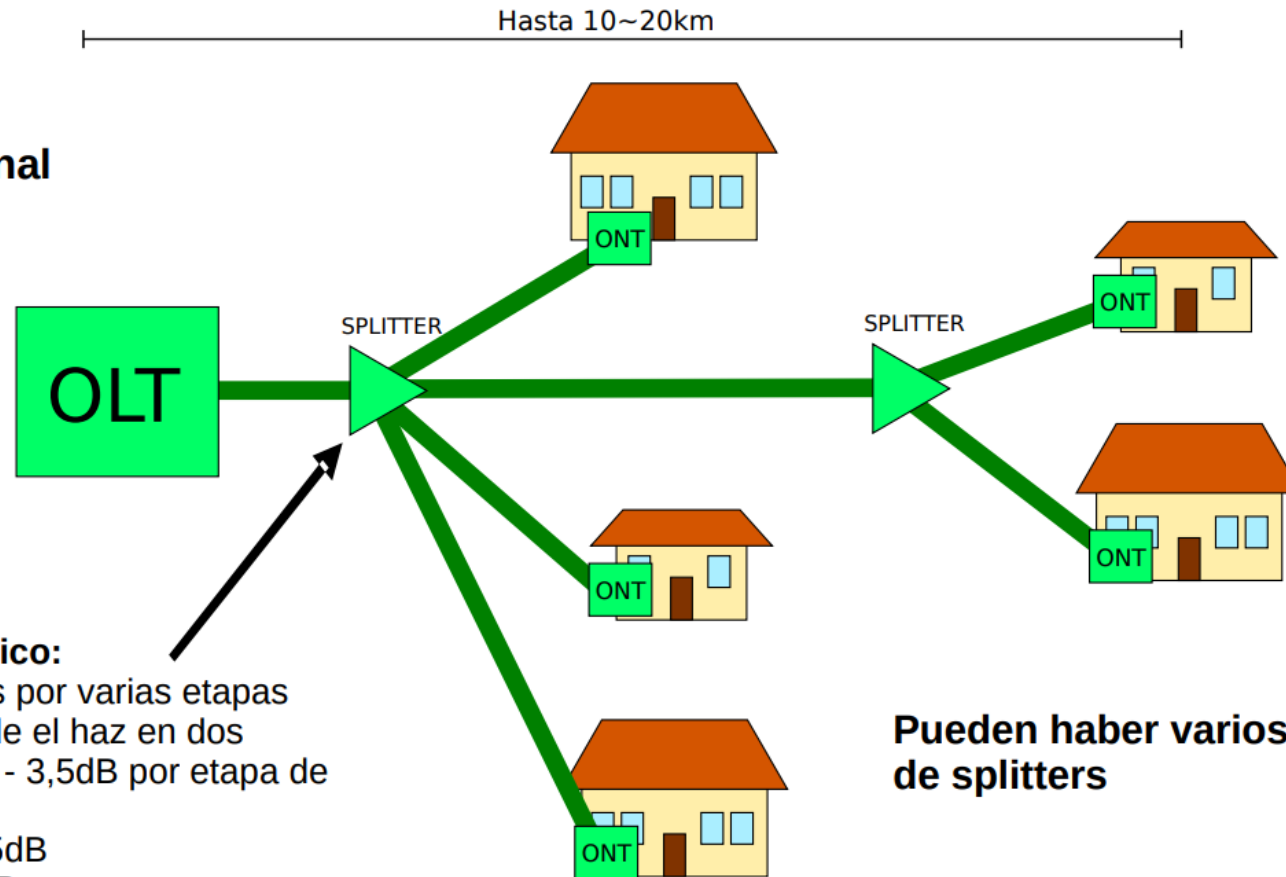 Hasta 10~20km
nal
ONT
SPLITTER
OLT
SPLITTER
ONT
ONT
ONT
ico:
s por varias etapas
le el haz en dos
- 3,5dB por etapa de
5dB
ONT
Pueden haber varios
de splitters